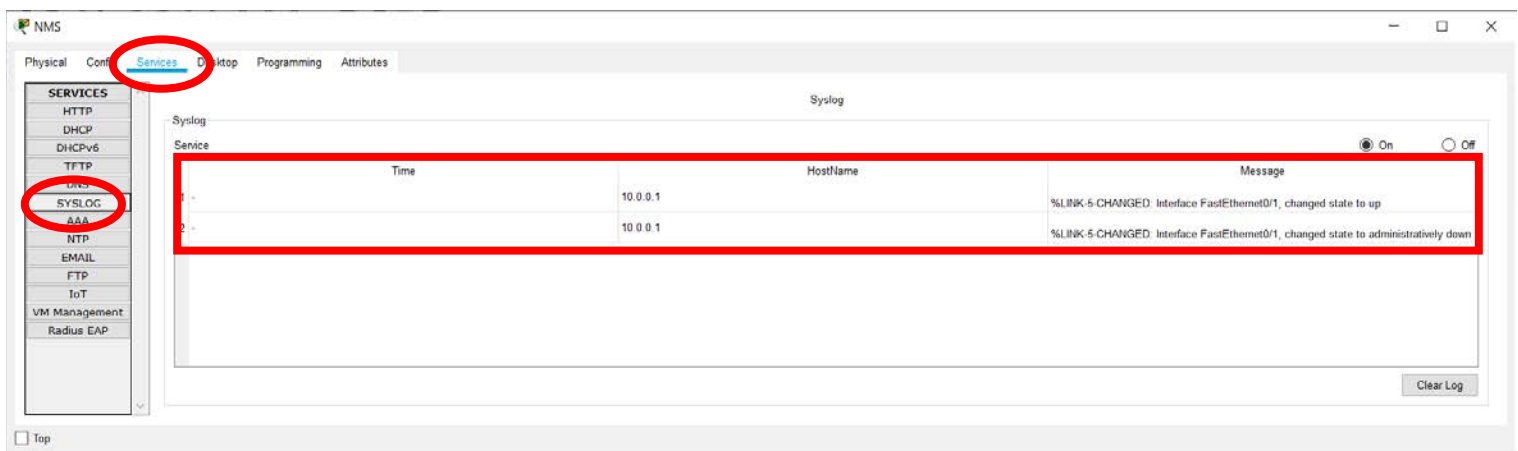 NMS
Physical Config Services Desktop Programming Attributes
SERVICES
HTTP
DHCP
DHCPv6
TFTP
DNS
SYSLOG
AAA
NTP
EMAIL
FTP
IoT
VM Management
Radius EAP
Syslog
Syslog
Service On Off
Time HostName Message
1 - 10.0.0.1 %LINK-5-CHANGED: Interface FastEthernet0/1, changed state to up
2 - 10.0.0.1 %LINK-5-CHANGED: Interface FastEthernet0/1, changed state to administratively down
Clear Log
Top